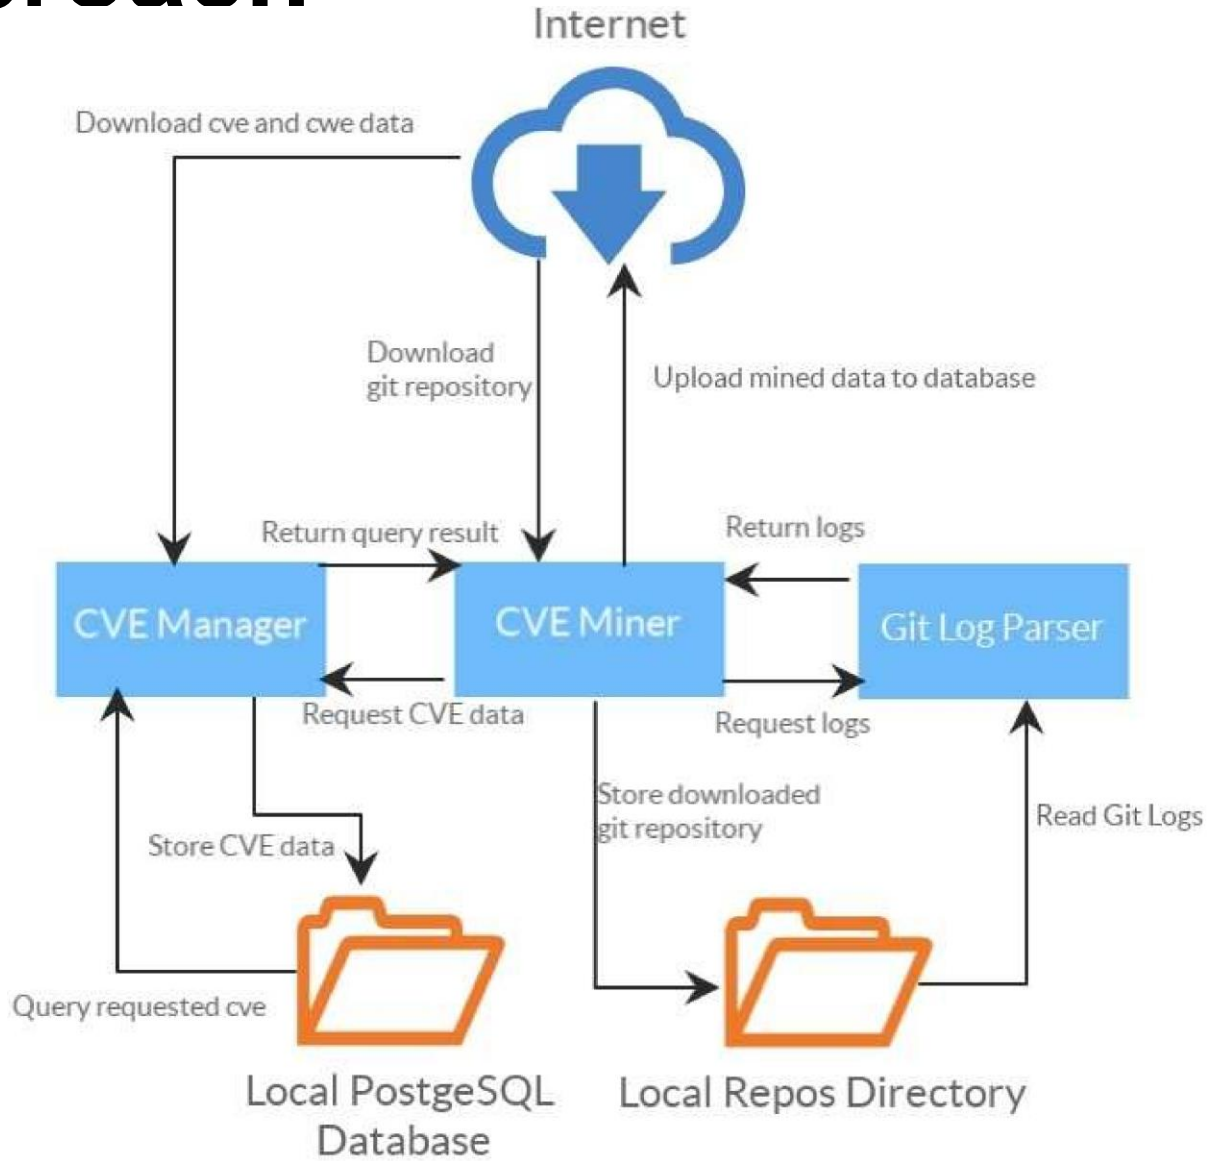 Internet
Download cve and cwe data
Download
git repository
Upload mined data to database
Return query result
Return logs
CVE Manager
CVE Miner
Git Log Parser
Request CVE data
Request logs
Store downloaded
git repository
Read Git Logs
Store CVE data
Query requested cve
Local PostgeSQL
Database
Local Repos Directory